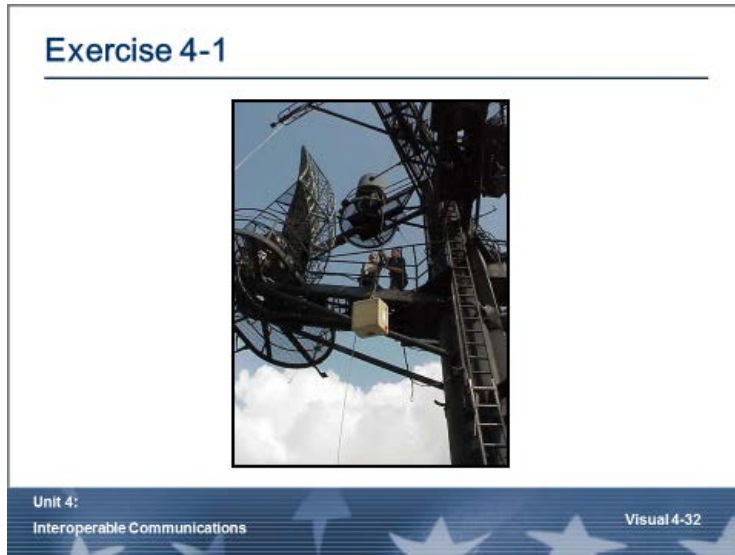 Exercise 4-1
Unit 4:
Interoperable Communications
Visual 4-32